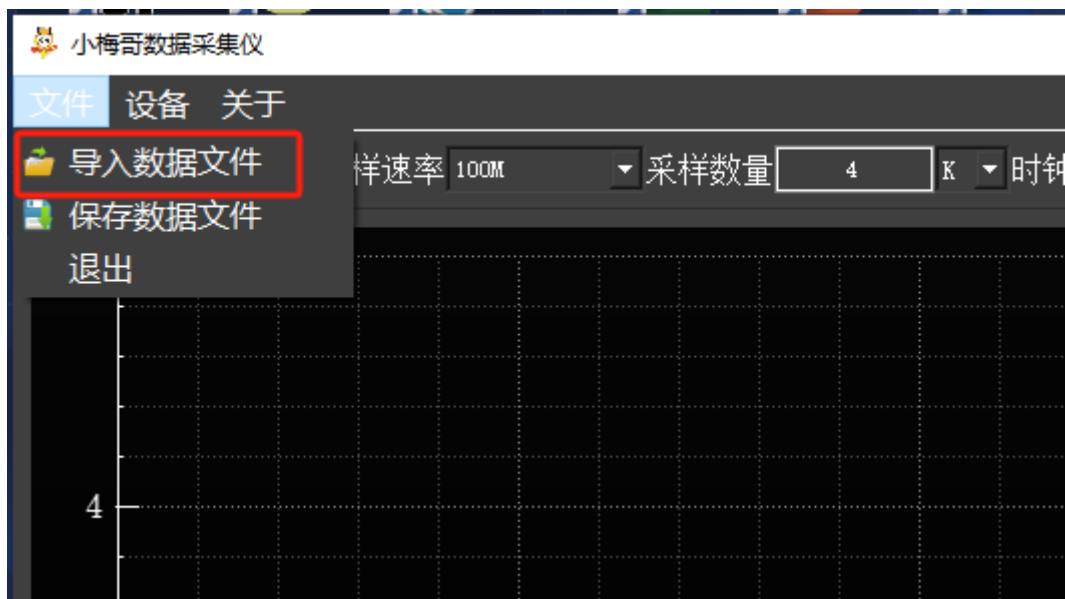 小梅哥数据采集仪
文件 设备 关于
导入数据文件
样速率 100M 采样数量 4 K 时钟
保存数据文件
退出
4